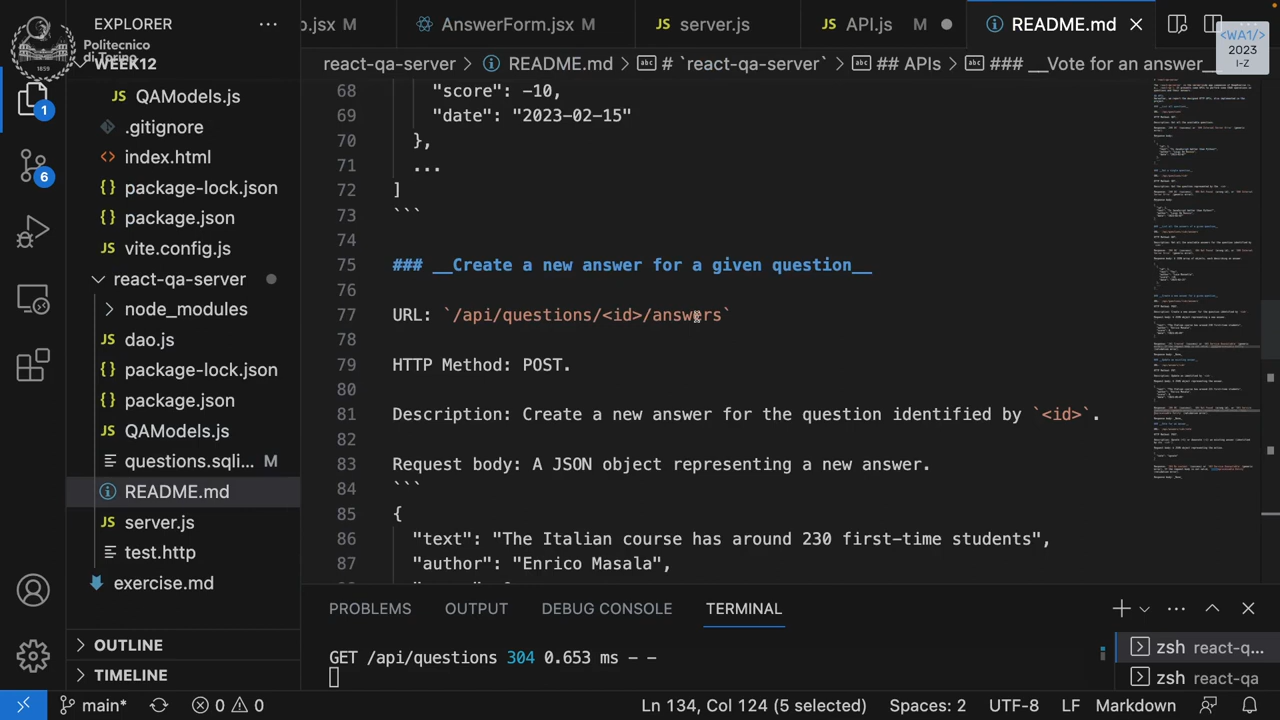 EXPLORER
p.jsx M
AnswerForm.jsx M
server.js
API.js M
README.md
Politecnico
di Torino
1859
<WA1/>
2023
I-Z
WEEK12
react-qa-server > README.md > # `react-qa-server` > ## APIs > ### __Vote for an answer__
1
6
QAModels.js
.gitignore
index.html
package-lock.json
package.json
vite.config.js
react-qa-server
node_modules
dao.js
package-lock.json
package.json
QAModels.js
questions.sqli... M
README.md
server.js
test.http
exercise.md
OUTLINE
TIMELINE
68 "score": -10,
69 "date": "2023-02-15"
70 },
71 ...
72 ]
73 ```
74
75 ### __Create a new answer for a given question__
76
77 URL: `/api/questions/<id>/answers`
78
79 HTTP Method: POST.
80
81 Description: Create a new answer for the question identified by `<id>`.
82
83 Request body: A JSON object representing a new answer.
84 ```
85 {
86 "text": "The Italian course has around 230 first-time students",
87 "author": "Enrico Masala",
PROBLEMS OUTPUT DEBUG CONSOLE TERMINAL
GET /api/questions 304 0.653 ms - -
zsh react-q...
zsh react-qa
main* 0 0 Ln 134, Col 124 (5 selected) Spaces: 2 UTF-8 LF Markdown